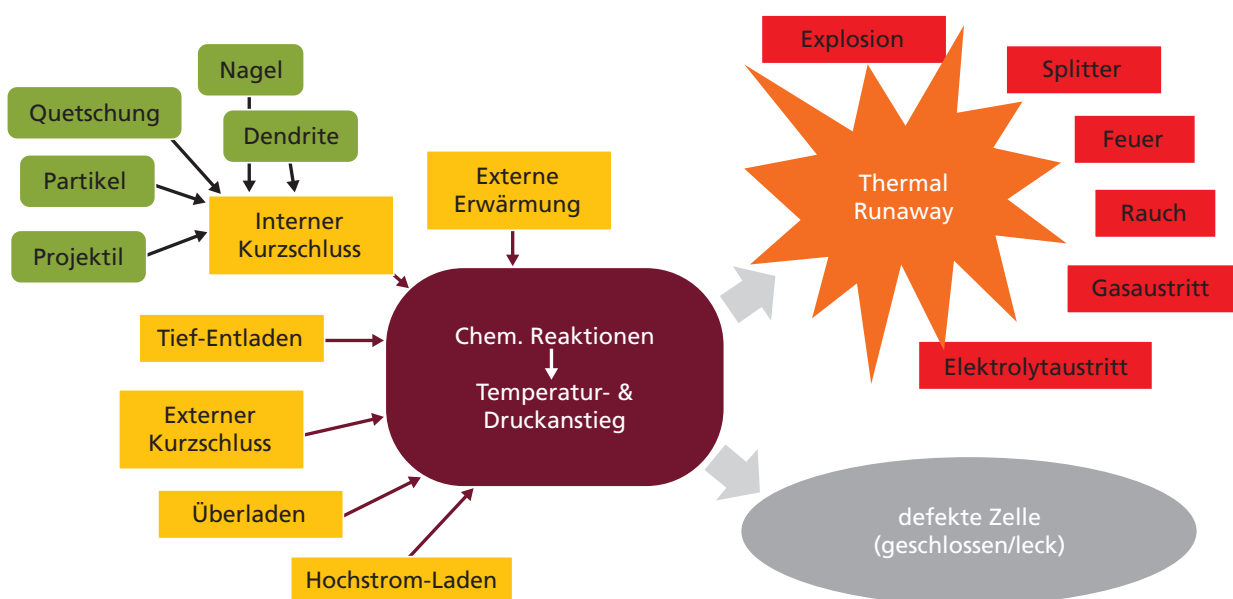 Explosion
Splitter
Nagel
Quetschung
Dendrite
Feuer
Partikel
Externe
Erwärmung
Thermal
Runaway
Interner
Kurzschluss
Rauch
Projektil
Gasaustritt
Tief-Entladen
Chem. Reaktionen
Temperatur- &
Druckanstieg
Elektrolytaustritt
Externer
Kurzschluss
Überladen
defekte Zelle
(geschlossen/leck)
Hochstrom-Laden